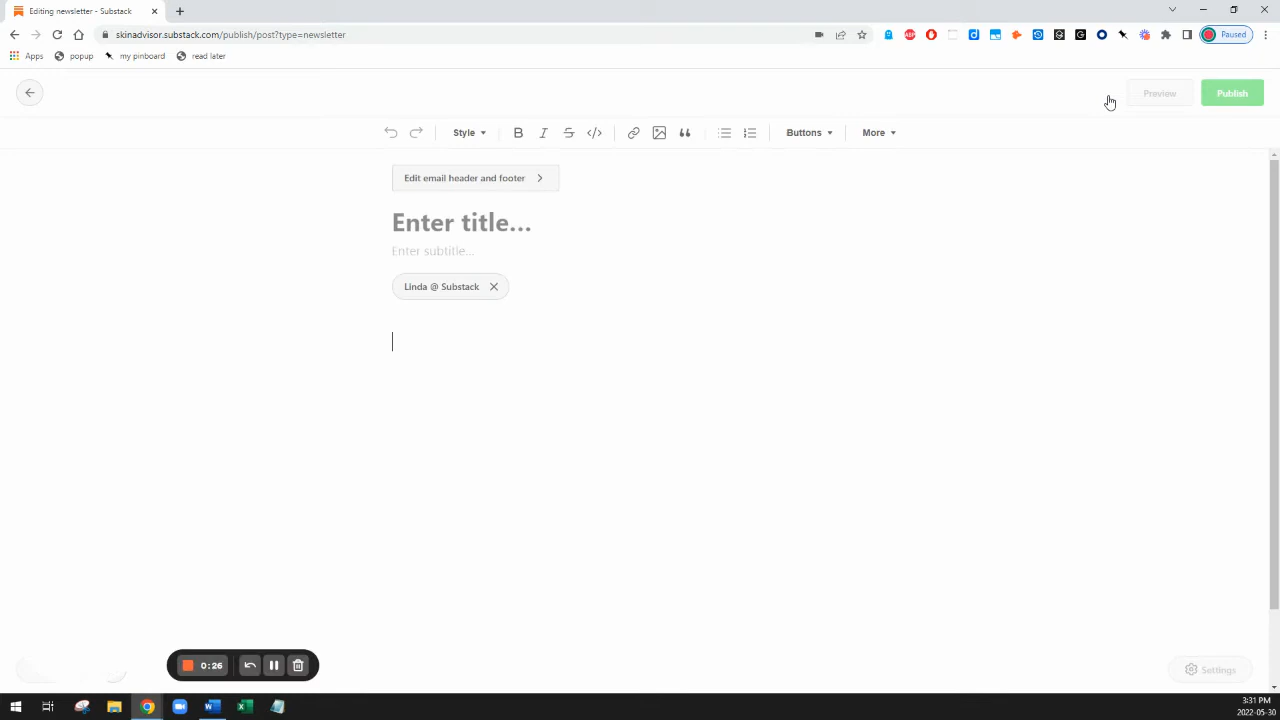 Editing newsletter - Substack
skinadvisor.substack.com/publish/post?type=newsletter
Paused
Apps popup my pinboard read later
Preview Publish
Style B I S </> Buttons More
Edit email header and footer
Enter title...
Enter subtitle...
Linda @ Substack
0:26
Settings
3:31 PM
2022-05-30